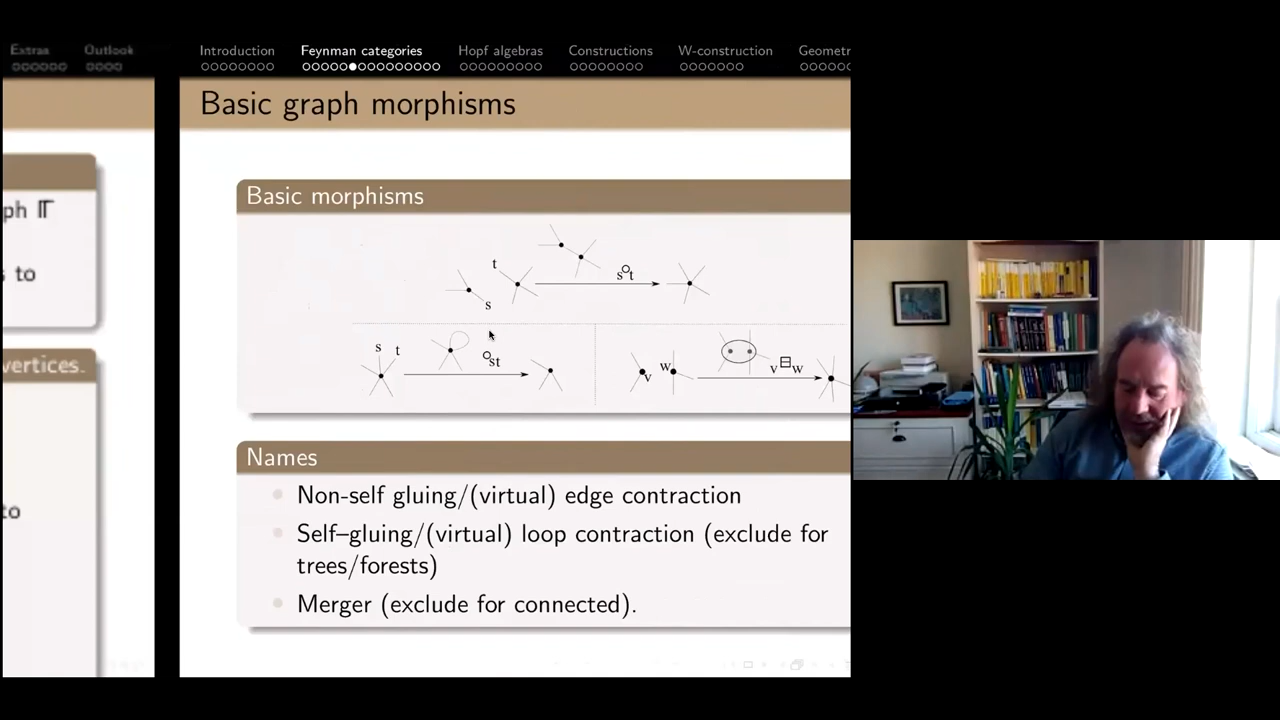 Extras Outlook Introduction Feynman categories Hopf algebras Constructions W-construction Geometr
Basic graph morphisms
ph Γ
s to
vertices.
to
Basic morphisms
t
s
s∘t
s t
∘st
v
w
v⊟w
Names
Non-self gluing/(virtual) edge contraction
Self–gluing/(virtual) loop contraction (exclude for
trees/forests)
Merger (exclude for connected).